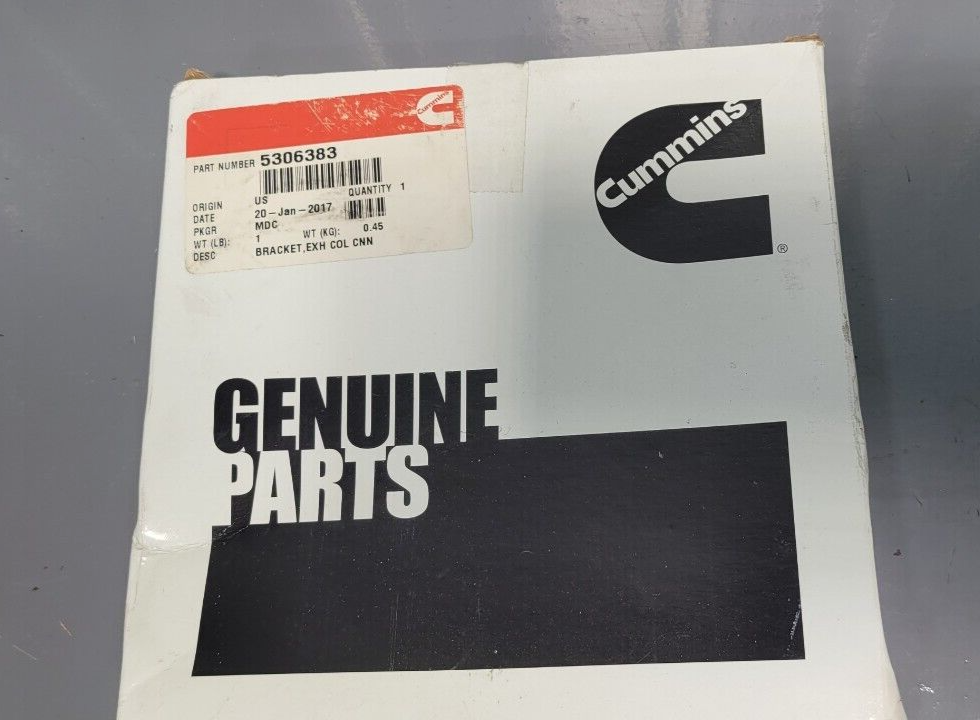 Cummins
PART NUMBER 5306383
QUANTITY 1
ORIGIN US
DATE 20-Jan-2017
PKGR MDC
WT (LB): 1 WT (KG): 0.45
DESC BRACKET,EXH COL CNN
Cummins
®
GENUINE
PARTS